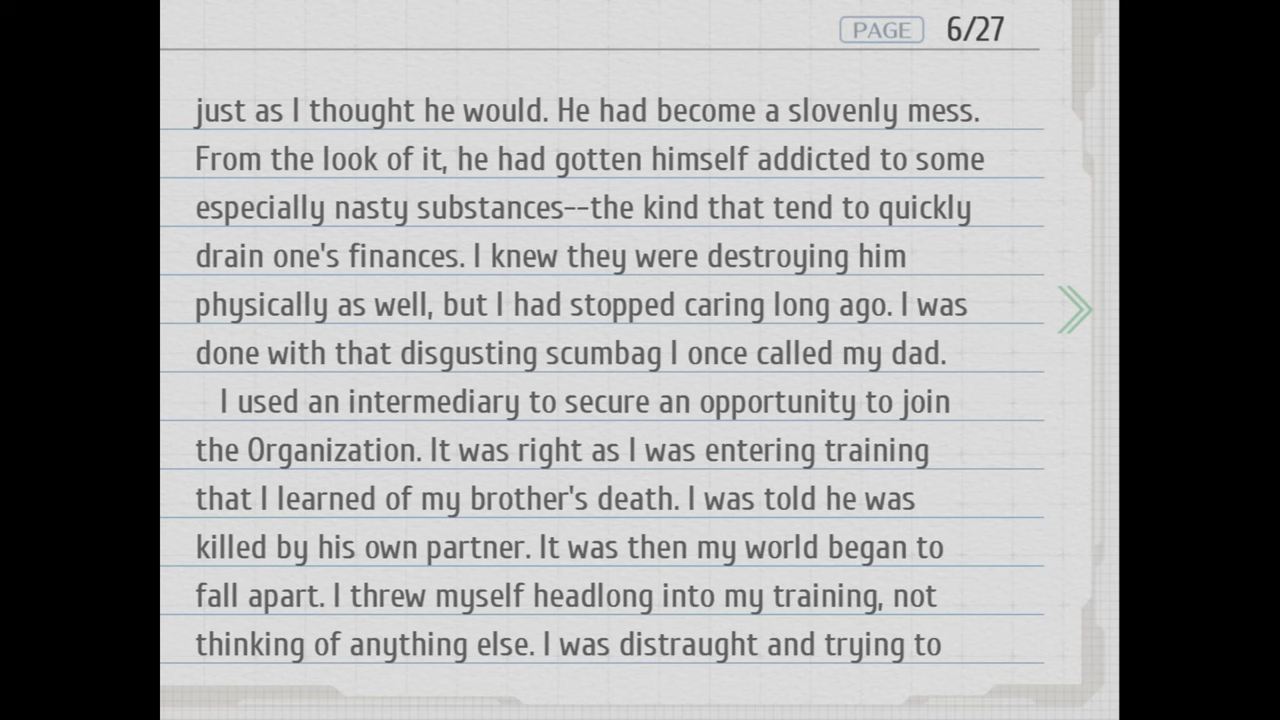 PAGE 6/27
just as I thought he would. He had become a slovenly mess.
From the look of it, he had gotten himself addicted to some
especially nasty substances--the kind that tend to quickly
drain one's finances. I knew they were destroying him
physically as well, but I had stopped caring long ago. I was
done with that disgusting scumbag I once called my dad.
I used an intermediary to secure an opportunity to join
the Organization. It was right as I was entering training
that I learned of my brother's death. I was told he was
killed by his own partner. It was then my world began to
fall apart. I threw myself headlong into my training, not
thinking of anything else. I was distraught and trying to